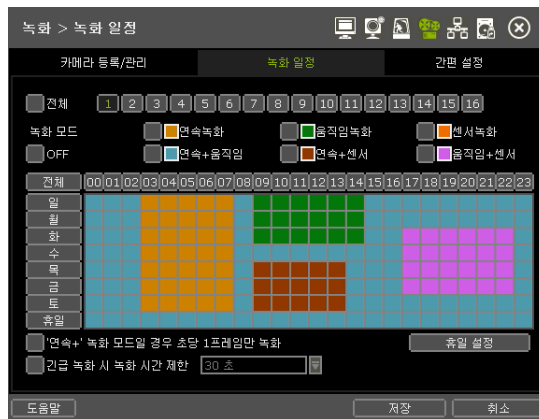 녹화 > 녹화 일정
카메라 등록/관리 녹화 일정 간편 설정
전체 1 2 3 4 5 6 7 8 9 10 11 12 13 14 15 16
녹화 모드 연속녹화 움직임녹화 센서녹화
OFF 연속+움직임 연속+센서 움직임+센서
전체 00 01 02 03 04 05 06 07 08 09 10 11 12 13 14 15 16 17 18 19 20 21 22 23
일
월
화
수
목
금
토
휴일
'연속+' 녹화 모드일 경우 초당 1프레임만 녹화 휴일 설정
긴급 녹화 시 녹화 시간 제한 30 초
도움말 저장 취소